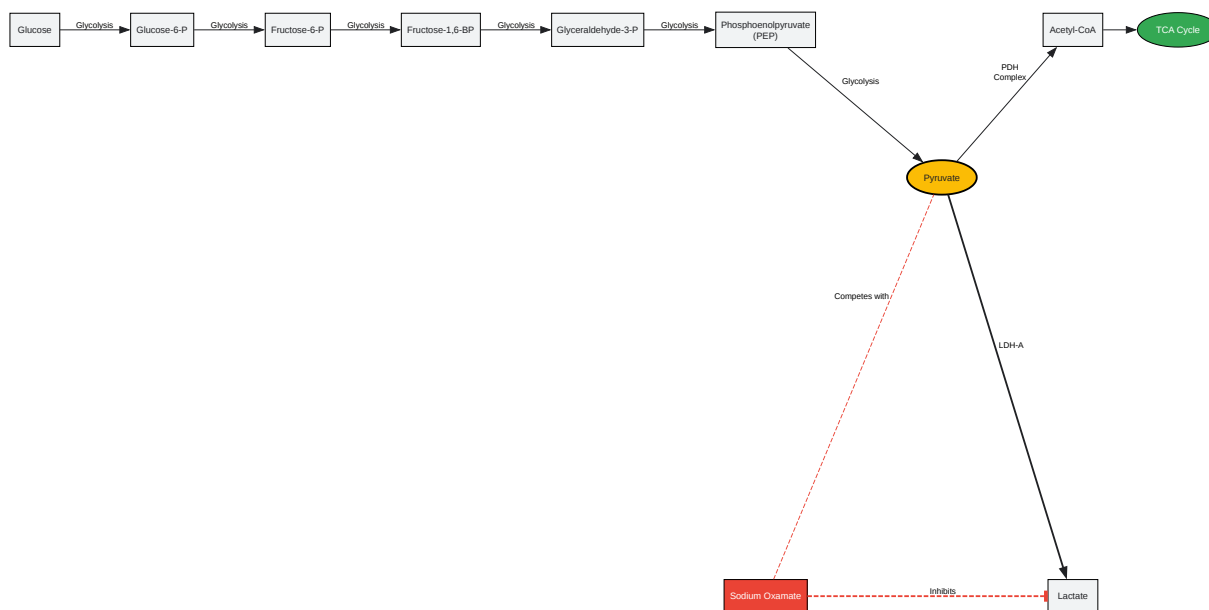 Glucose
Glycolysis
Glucose-6-P
Glycolysis
Fructose-6-P
Glycolysis
Fructose-1,6-BP
Glycolysis
Glyceraldehyde-3-P
Glycolysis
Phosphoenolpyruvate
(PEP)
Acetyl-CoA
TCA Cycle
Glycolysis
PDH
Complex
Pyruvate
Competes with
LDH-A
Sodium Oxamate
Inhibits
Lactate